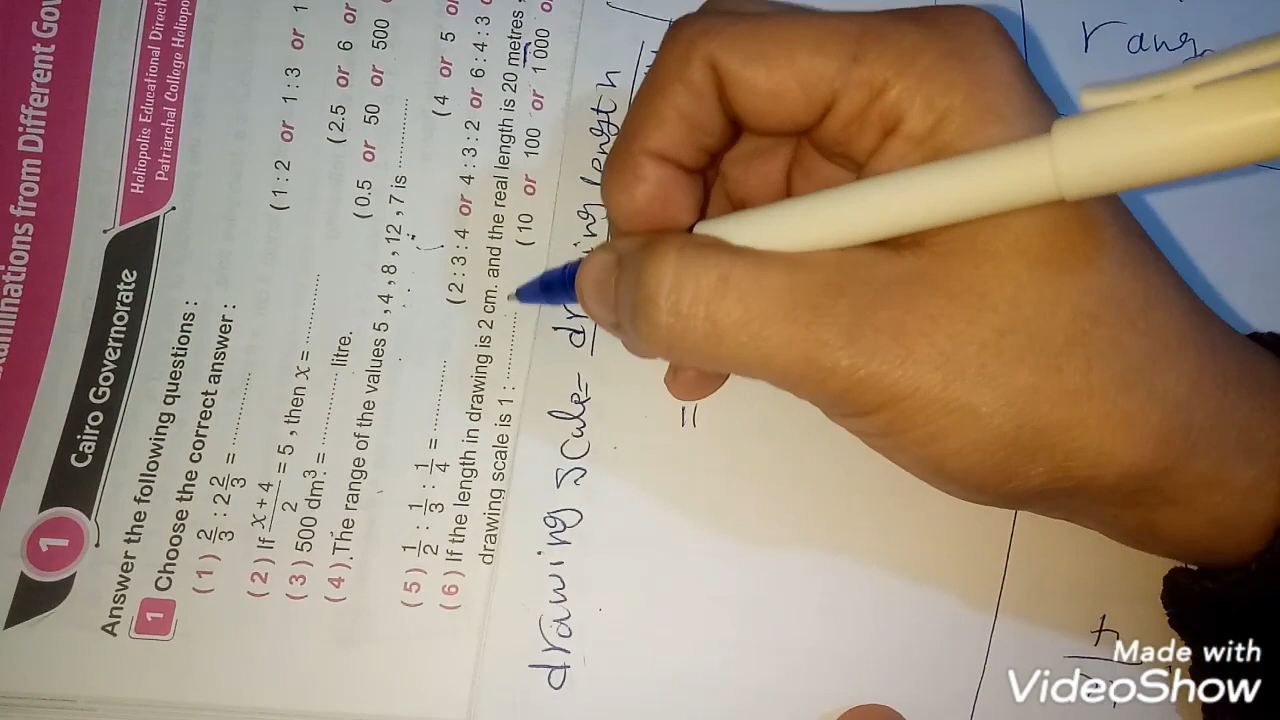 aminations from Different Gov
1
Cairo Governorate
Heliopolis Educational Direct
Patriarchal College Heliopo
Answer the following questions :
1 Choose the correct answer :
( 1 ) 2/3 : 2 2/3 = ............
(1 : 2 or 1 : 3 or 1
( 2 ) If x + 4 / 2 = 5 , then x = ............
(2.5 or 6 or
( 3 ) 500 dm³. = ............ litre.
(0.5 or 50 or 500
( 4 ) The range of the values 5 , 4 , 8 , 12 , 7 is ............
(4 or 5 or
( 5 ) 1/2 : 1/3 : 1/4 = ............
(2 : 3 : 4 or 4 : 3 : 2 or 6 : 4 : 3
( 6 ) If the length in drawing is 2 cm. and the real length is 20 metres ,
drawing scale is 1 : ............
(10 or 100 or 1 000 o
drawing scale = drawing length
=
rang
Made with
VideoShow